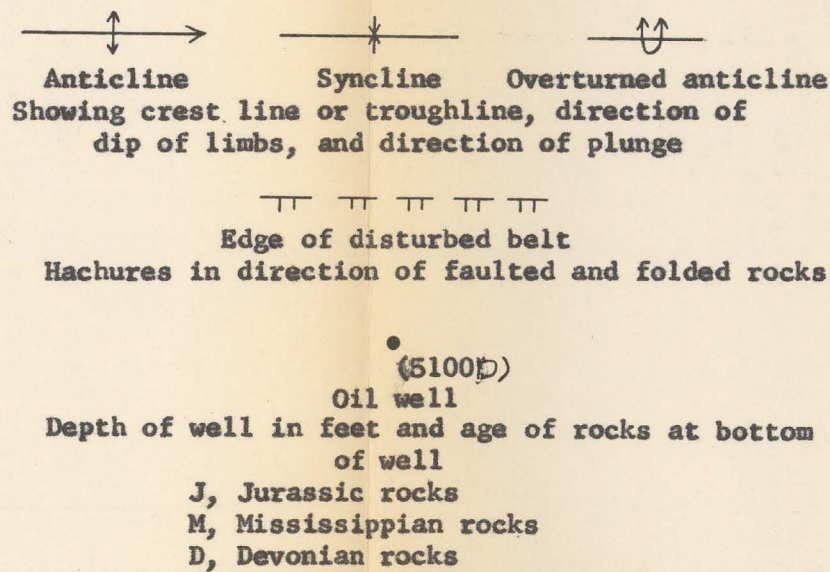 Anticline Syncline Overturned anticline
Showing crest line or troughline, direction of
dip of limbs, and direction of plunge
Edge of disturbed belt
Hachures in direction of faulted and folded rocks
(5100D)
Oil well
Depth of well in feet and age of rocks at bottom
of well
J, Jurassic rocks
M, Mississippian rocks
D, Devonian rocks